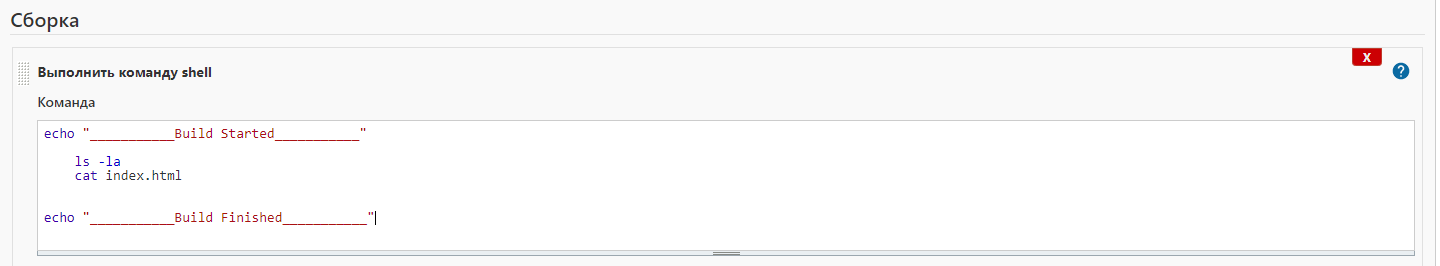 Сборка
X
Выполнить команду shell
?
Команда
echo "___________Build Started___________"
ls -la
cat index.html
echo "___________Build Finished___________"